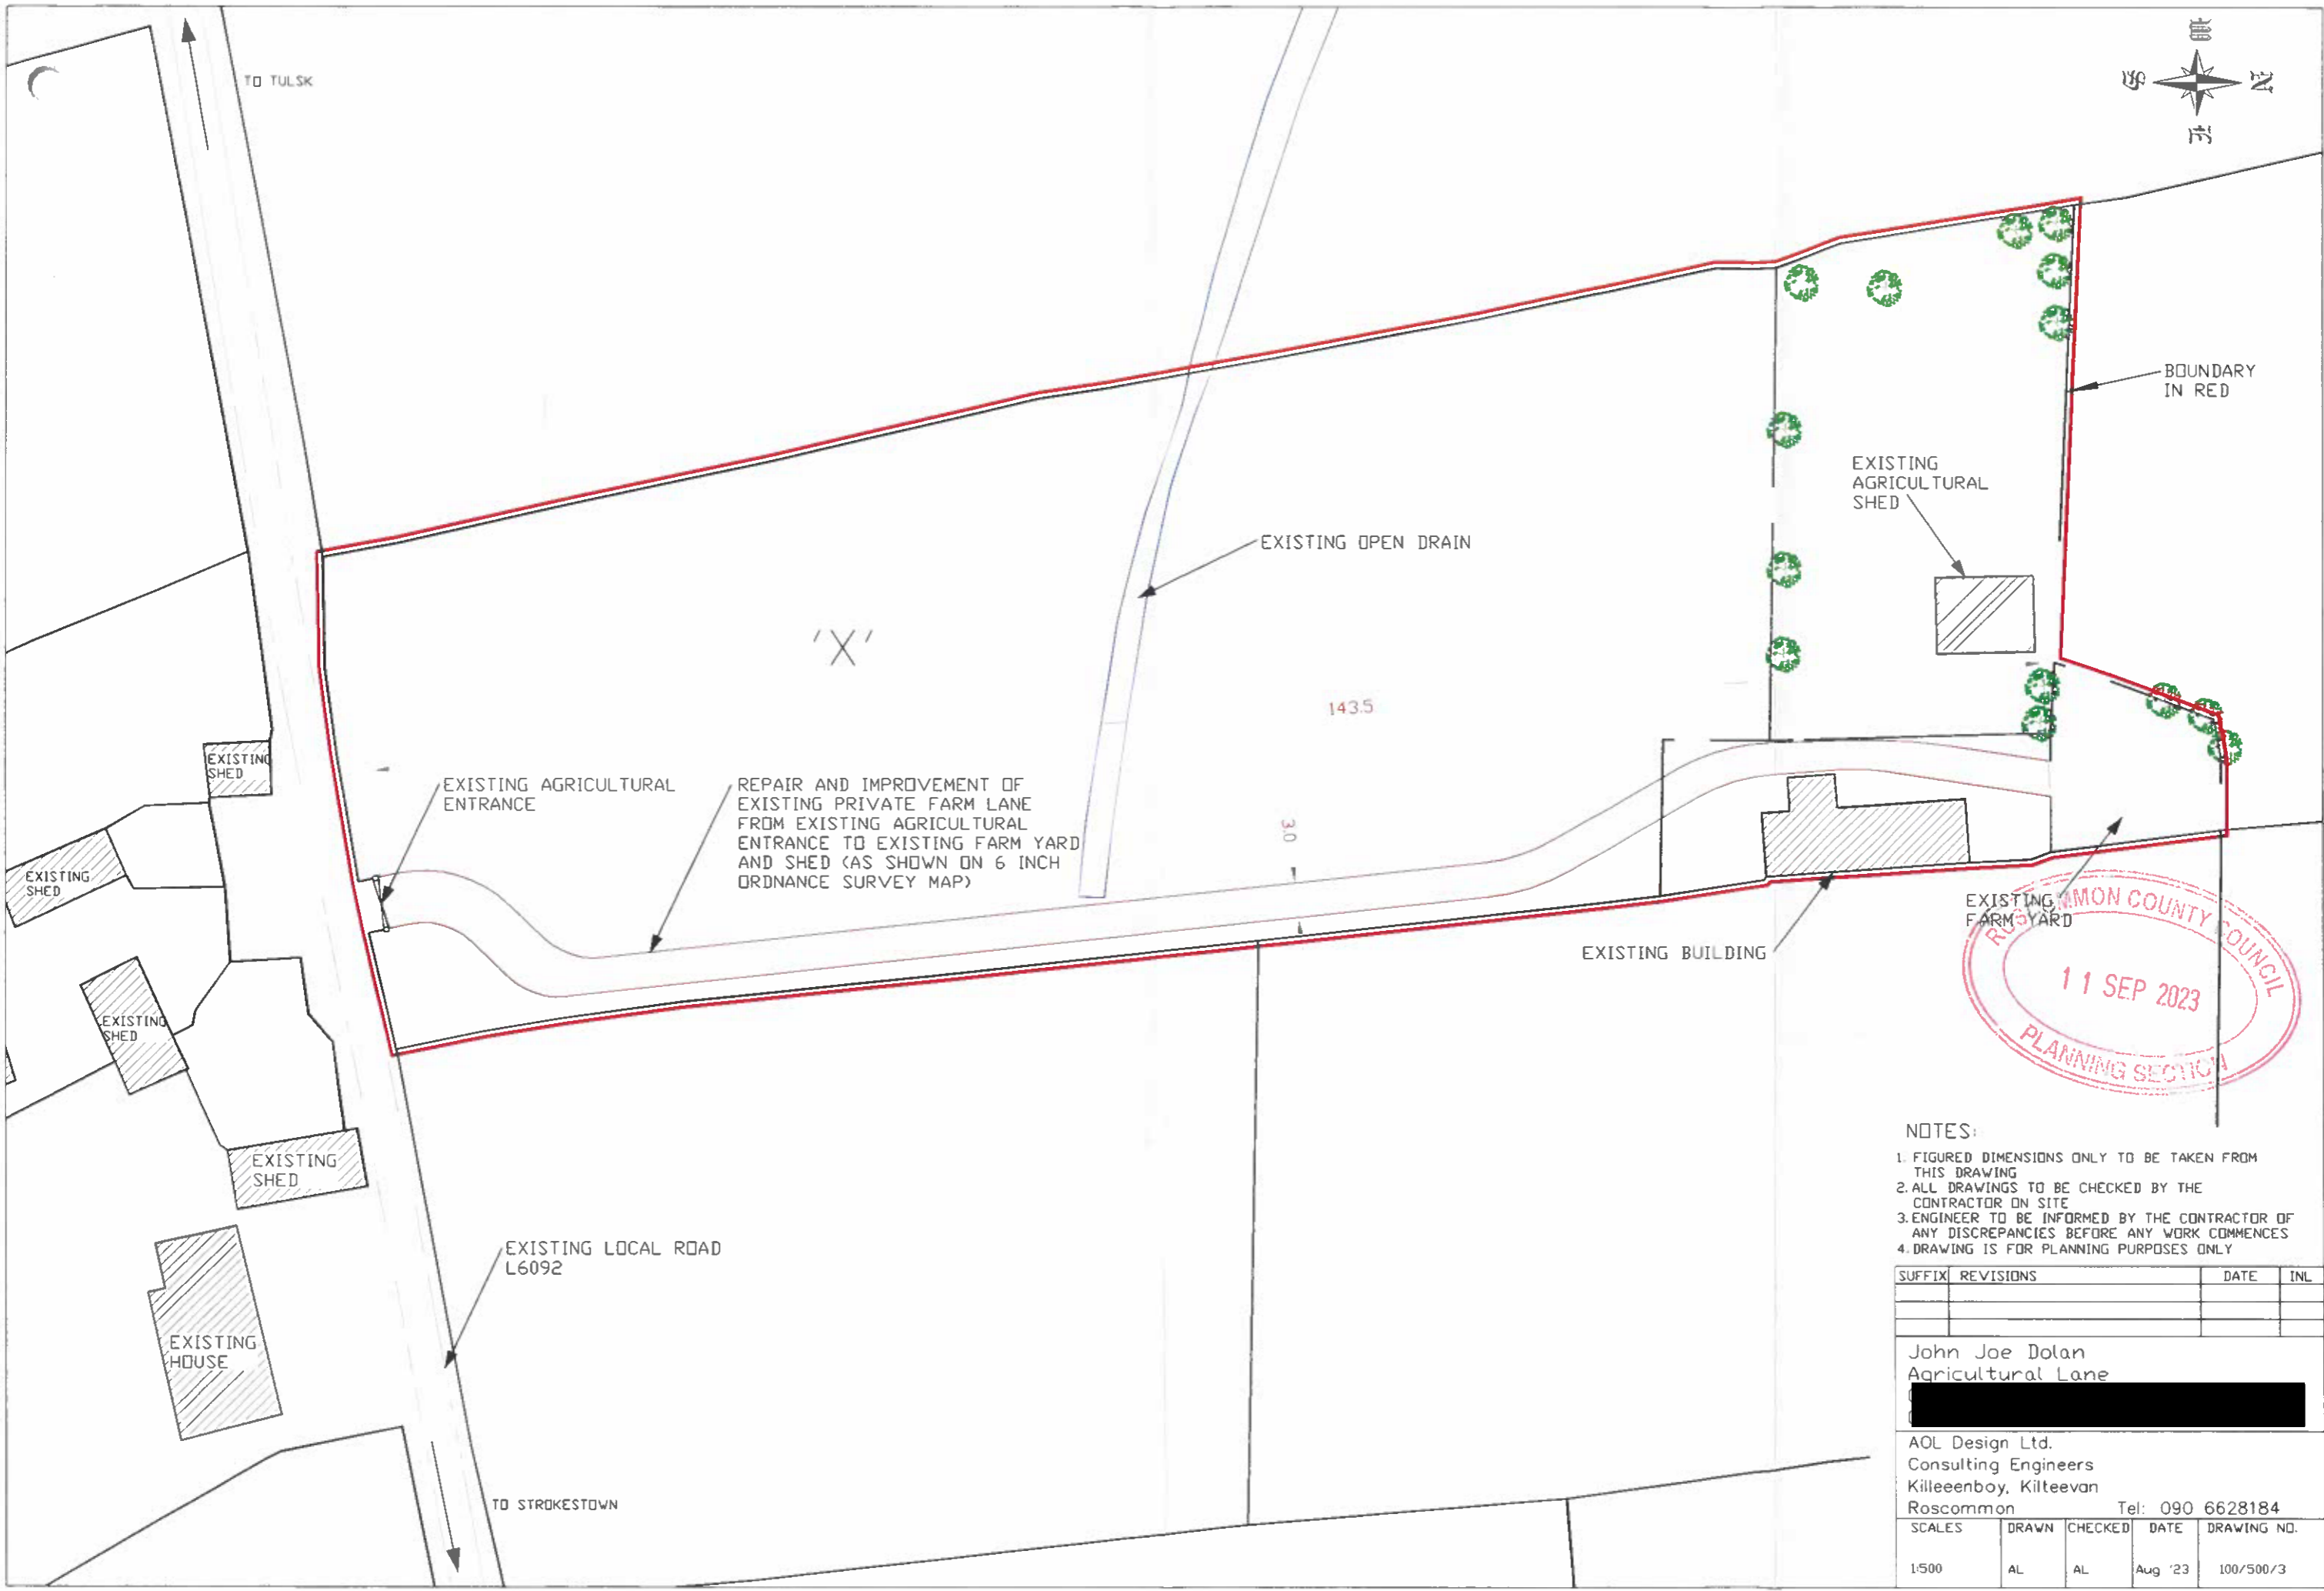 TO TULSK
W
S
N
E
BOUNDARY
IN RED
EXISTING
AGRICULTURAL
SHED
EXISTING OPEN DRAIN
'X'
143.5
EXISTING
SHED
EXISTING AGRICULTURAL
ENTRANCE
REPAIR AND IMPROVEMENT OF
EXISTING PRIVATE FARM LANE
FROM EXISTING AGRICULTURAL
ENTRANCE TO EXISTING FARM YARD
AND SHED (AS SHOWN ON 6 INCH
ORDNANCE SURVEY MAP)
3.0
EXISTING
SHED
EXISTING
FARM YARD
EXISTING BUILDING
ROSCOMMON COUNTY COUNCIL
11 SEP 2023
PLANNING SECTION
EXISTING
SHED
EXISTING
SHED
EXISTING LOCAL ROAD
L6092
EXISTING
HOUSE
TO STROKESTOWN
NOTES:
1. FIGURED DIMENSIONS ONLY TO BE TAKEN FROM
THIS DRAWING
2. ALL DRAWINGS TO BE CHECKED BY THE
CONTRACTOR ON SITE
3. ENGINEER TO BE INFORMED BY THE CONTRACTOR OF
ANY DISCREPANCIES BEFORE ANY WORK COMMENCES
4. DRAWING IS FOR PLANNING PURPOSES ONLY
SUFFIX REVISIONS DATE INL
John Joe Dolan
Agricultural Lane
AOL Design Ltd.
Consulting Engineers
Killeeenboy, Kilteevan
Roscommon Tel: 090 6628184
SCALES DRAWN CHECKED DATE DRAWING NO.
1:500 AL AL Aug '23 100/500/3